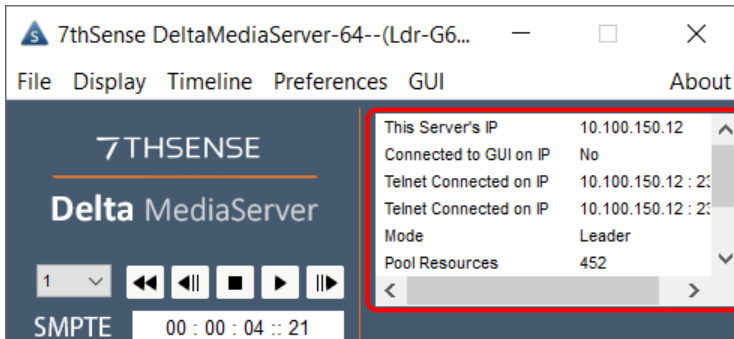 7thSense DeltaMediaServer-64--(Ldr-G6...
File Display Timeline Preferences GUI About
7THSENSE
Delta MediaServer
1
SMPTE 00 : 00 : 04 :: 21
This Server's IP 10.100.150.12
Connected to GUI on IP No
Telnet Connected on IP 10.100.150.12 : 23
Telnet Connected on IP 10.100.150.12 : 23
Mode Leader
Pool Resources 452